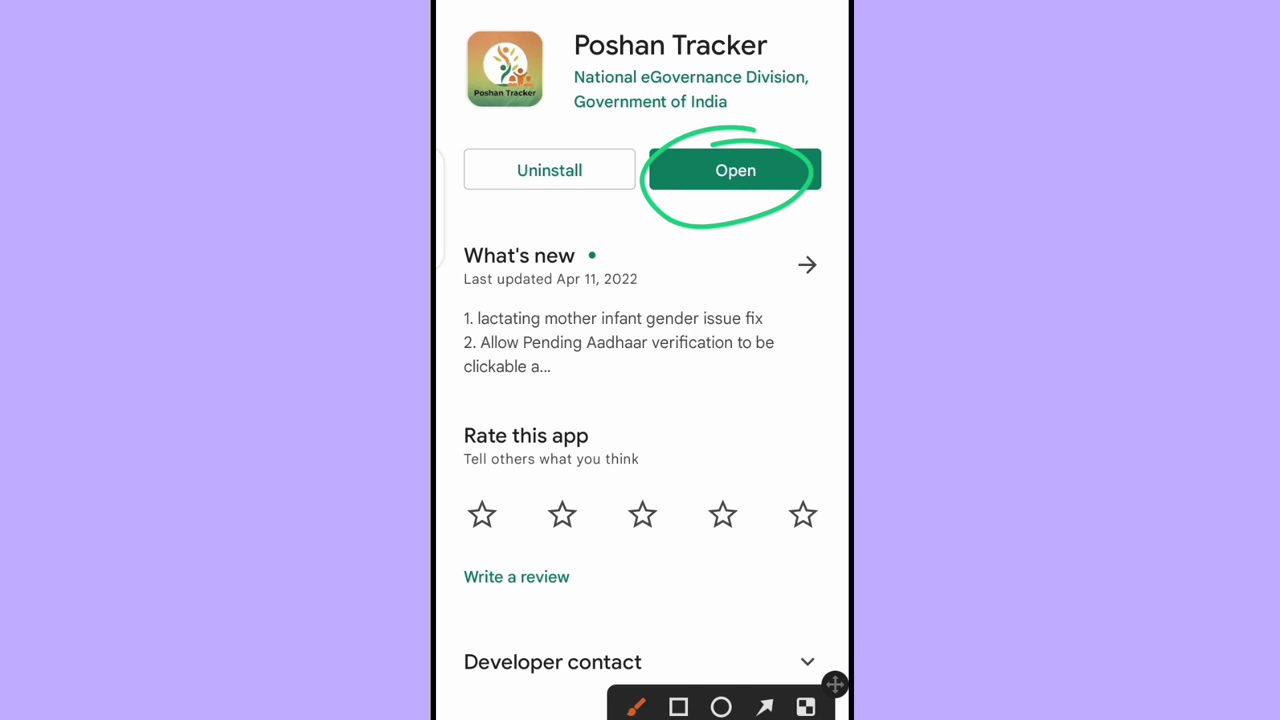 Poshan Tracker
National eGovernance Division,
Government of India
Poshan Tracker
Uninstall
Open
What's new
Last updated Apr 11, 2022
1. lactating mother infant gender issue fix
2. Allow Pending Aadhaar verification to be
clickable a...
Rate this app
Tell others what you think
Write a review
Developer contact